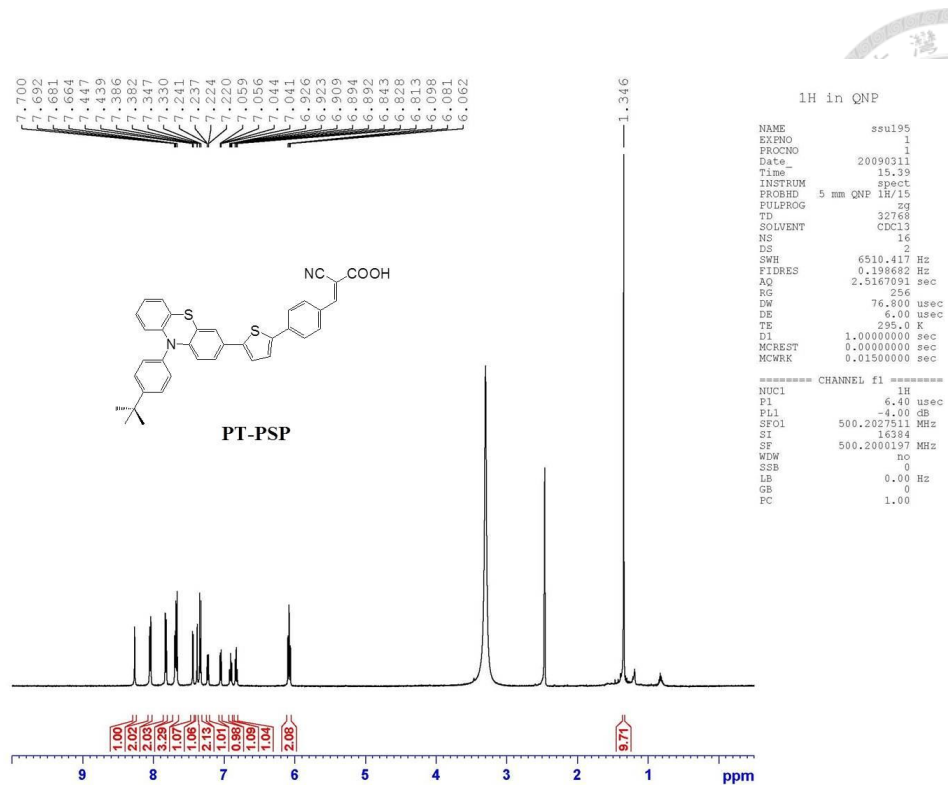 灣
7.700
7.692
7.681
7.664
7.447
7.439
7.386
7.382
7.347
7.330
7.241
7.237
7.224
7.220
7.059
7.056
7.044
7.041
6.926
6.923
6.909
6.894
6.892
6.843
6.828
6.813
6.098
6.081
6.062
1.346
1H in QNP
NAME ssu195
EXPNO 1
PROCNO 1
Date_ 20090311
Time 15.39
INSTRUM spect
PROBHD 5 mm QNP 1H/15
PULPROG zg
TD 32768
SOLVENT CDCl3
NS 16
DS 2
SWH 6510.417 Hz
FIDRES 0.198682 Hz
AQ 2.5167091 sec
RG 256
DW 76.800 usec
DE 6.00 usec
TE 295.0 K
D1 1.00000000 sec
MCREST 0.00000000 sec
MCWRK 0.01500000 sec
======== CHANNEL f1 ========
NUC1 1H
P1 6.40 usec
PL1 -4.00 dB
SFO1 500.2027511 MHz
SI 16384
SF 500.2000197 MHz
WDW no
SSB 0
LB 0.00 Hz
GB 0
PC 1.00
NC COOH
S S
N
PT-PSP
1.00
2.02
2.03
3.29
1.07
1.06
2.13
1.01
0.98
1.09
1.04
2.08
9.71
9 8 7 6 5 4 3 2 1 ppm